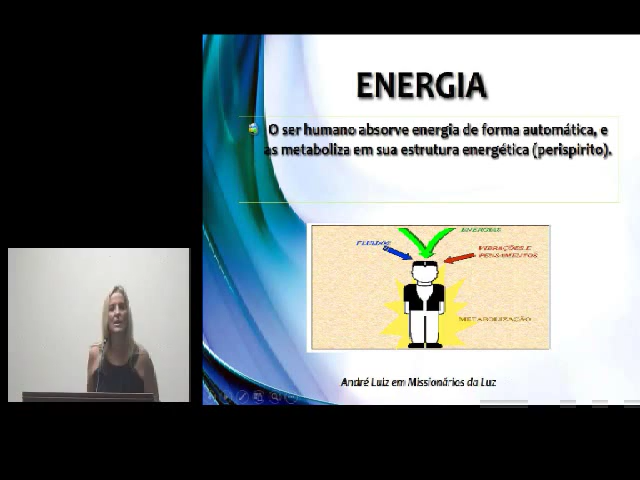 ENERGIA
O ser humano absorve energia de forma automática, e
as metaboliza em sua estrutura energética (perispirito).
ENERGIAS
FLUIDOS
VIBRAÇÕES E
PENSAMENTOS
METABOLIZAÇÃO
André Luiz em Missionários da Luz